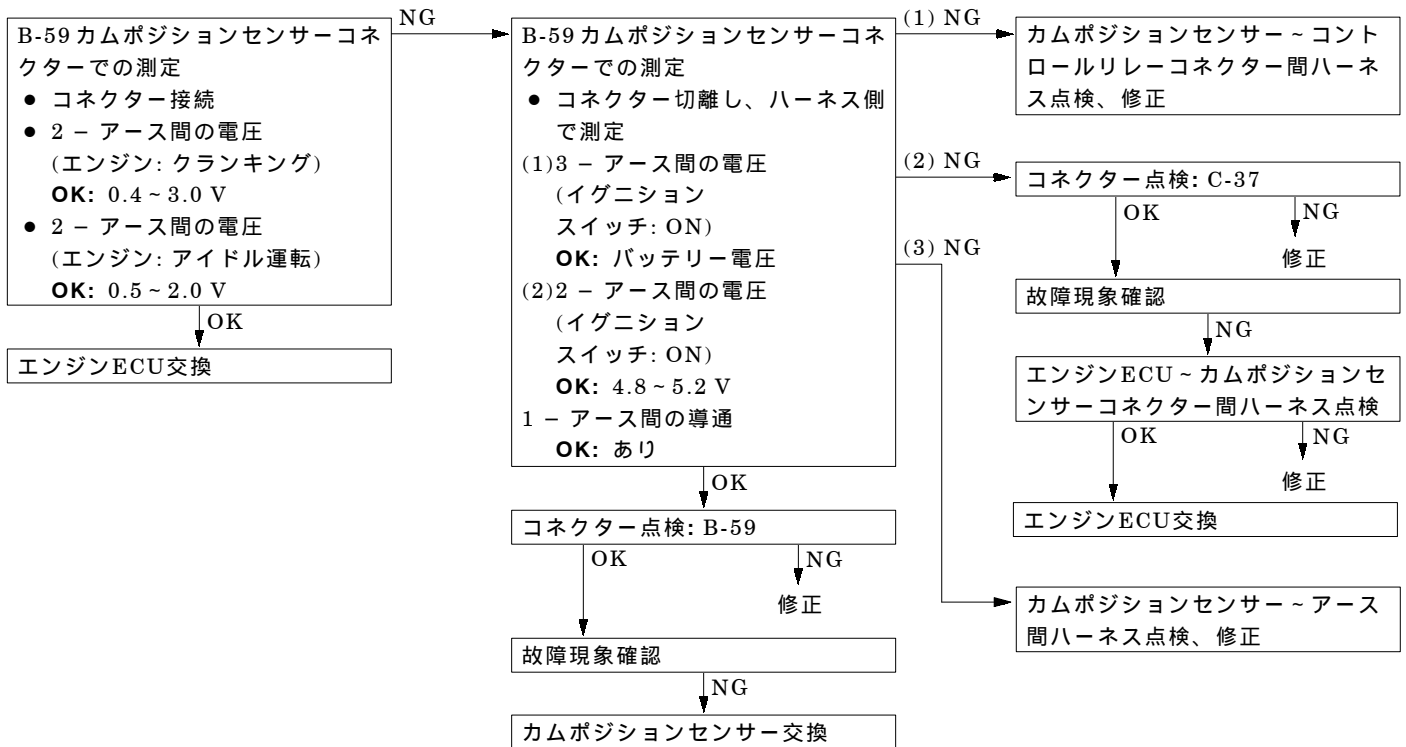 NG
B-59 カムポジションセンサーコネ
クターでの測定
● コネクター接続
● 2 – アース間の電圧
(エンジン: クランキング)
OK: 0.4 ~ 3.0 V
● 2 – アース間の電圧
(エンジン: アイドル運転)
OK: 0.5 ~ 2.0 V
OK
エンジンECU交換
B-59 カムポジションセンサーコネ
クターでの測定
● コネクター切離し、ハーネス側
で測定
(1)3 – アース間の電圧
(イグニション
スイッチ: ON)
OK: バッテリー電圧
(2)2 – アース間の電圧
(イグニション
スイッチ: ON)
OK: 4.8 ~ 5.2 V
1 – アース間の導通
OK: あり
OK
コネクター点検: B-59
OK
NG
修正
故障現象確認
NG
カムポジションセンサー交換
(1) NG
カムポジションセンサー ~ コント
ロールリレーコネクター間ハーネ
ス点検、修正
(2) NG
コネクター点検: C-37
OK
NG
修正
故障現象確認
NG
エンジンECU ~ カムポジションセ
ンサーコネクター間ハーネス点検
OK
NG
修正
エンジンECU交換
(3) NG
カムポジションセンサー ~ アース
間ハーネス点検、修正